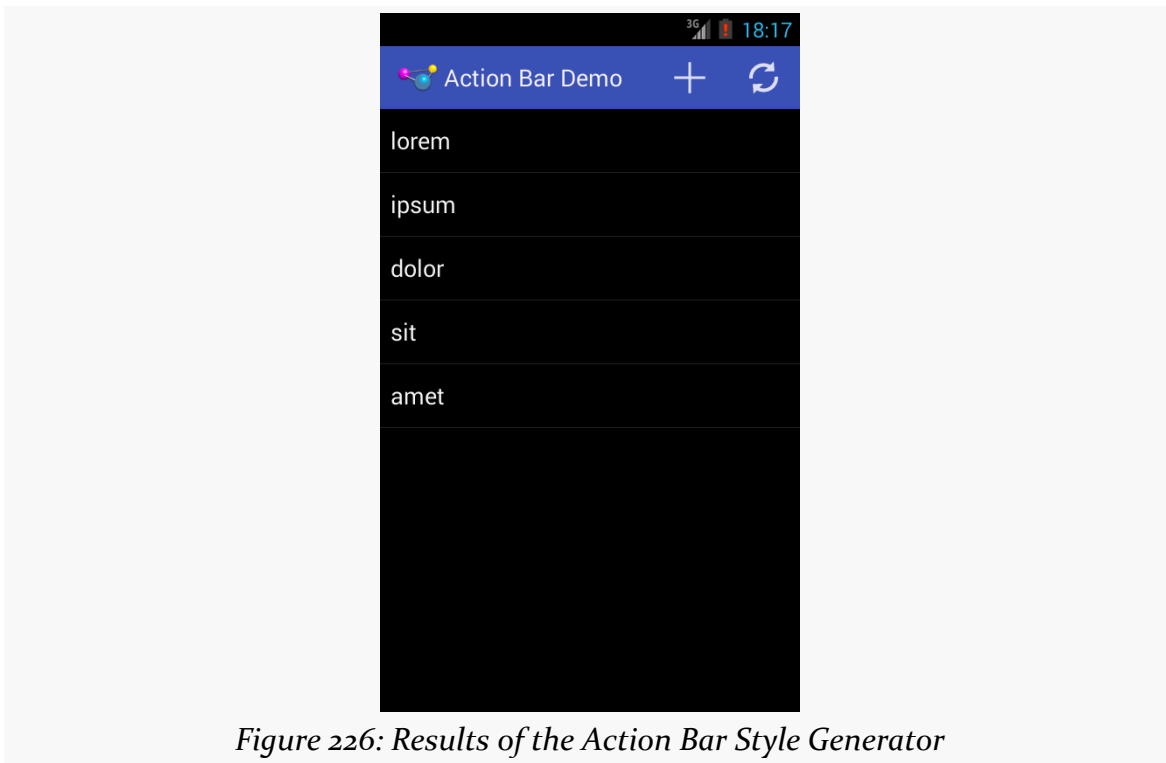 3G 18:17
Action Bar Demo
lorem
ipsum
dolor
sit
amet
Figure 226: Results of the Action Bar Style Generator